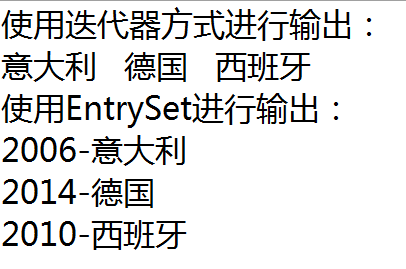 使用迭代器方式进行输出：
意大利 德国 西班牙
使用EntrySet进行输出：
2006-意大利
2014-德国
2010-西班牙